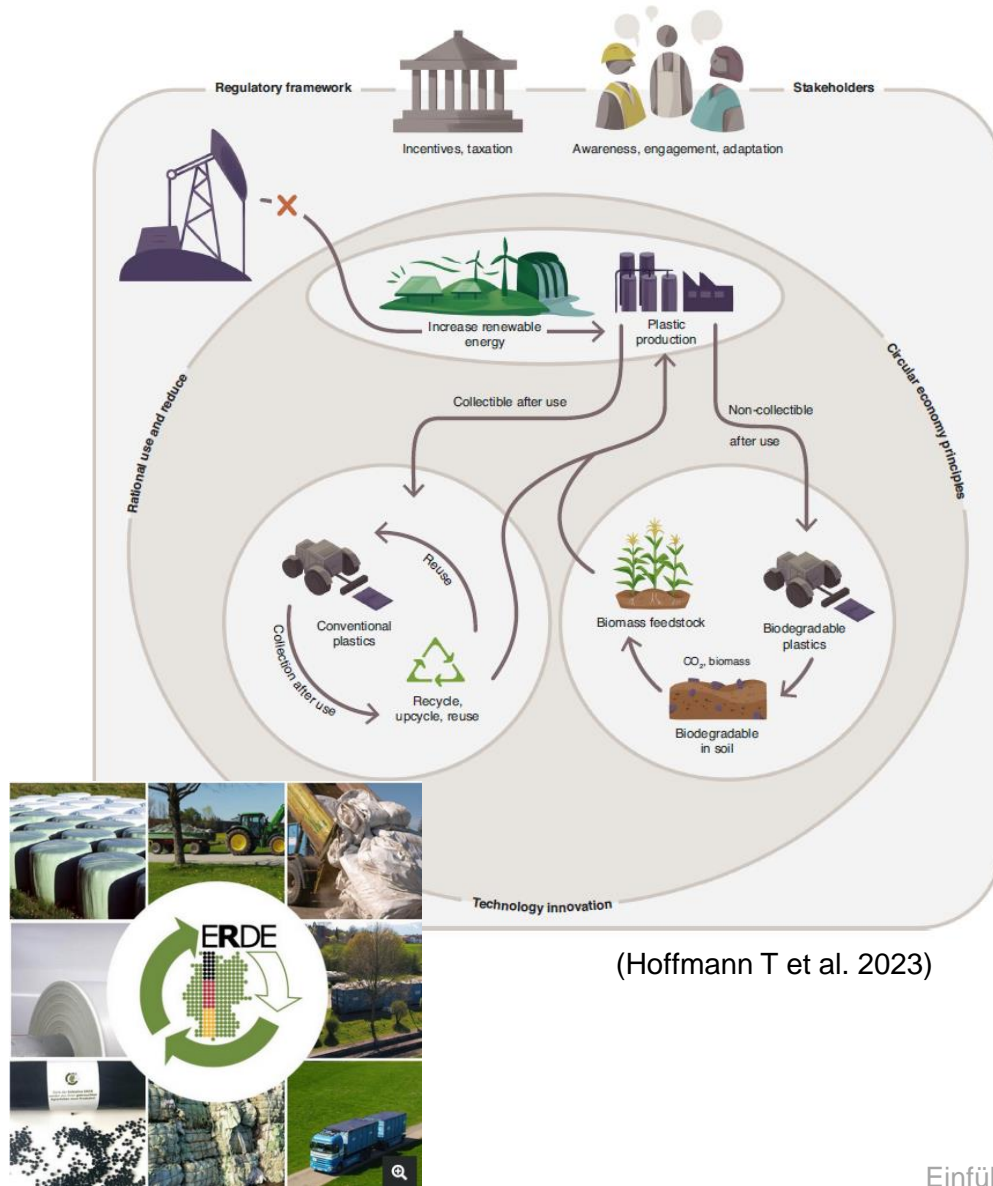 Regulatory framework
Stakeholders
Incentives, taxation
Awareness, engagement, adaptation
Rational use and reduce
Circular economy principles
Increase renewable
energy
Plastic
production
Collectible after use
Non-collectible
after use
Reuse
Conventional
plastics
Collection after use
Recycle,
upcycle, reuse
Biomass feedstock
Biodegradable
plastics
CO₂, biomass
Biodegradable
in soil
Technology innovation
(Hoffmann T et al. 2023)
ERDE
Einfül